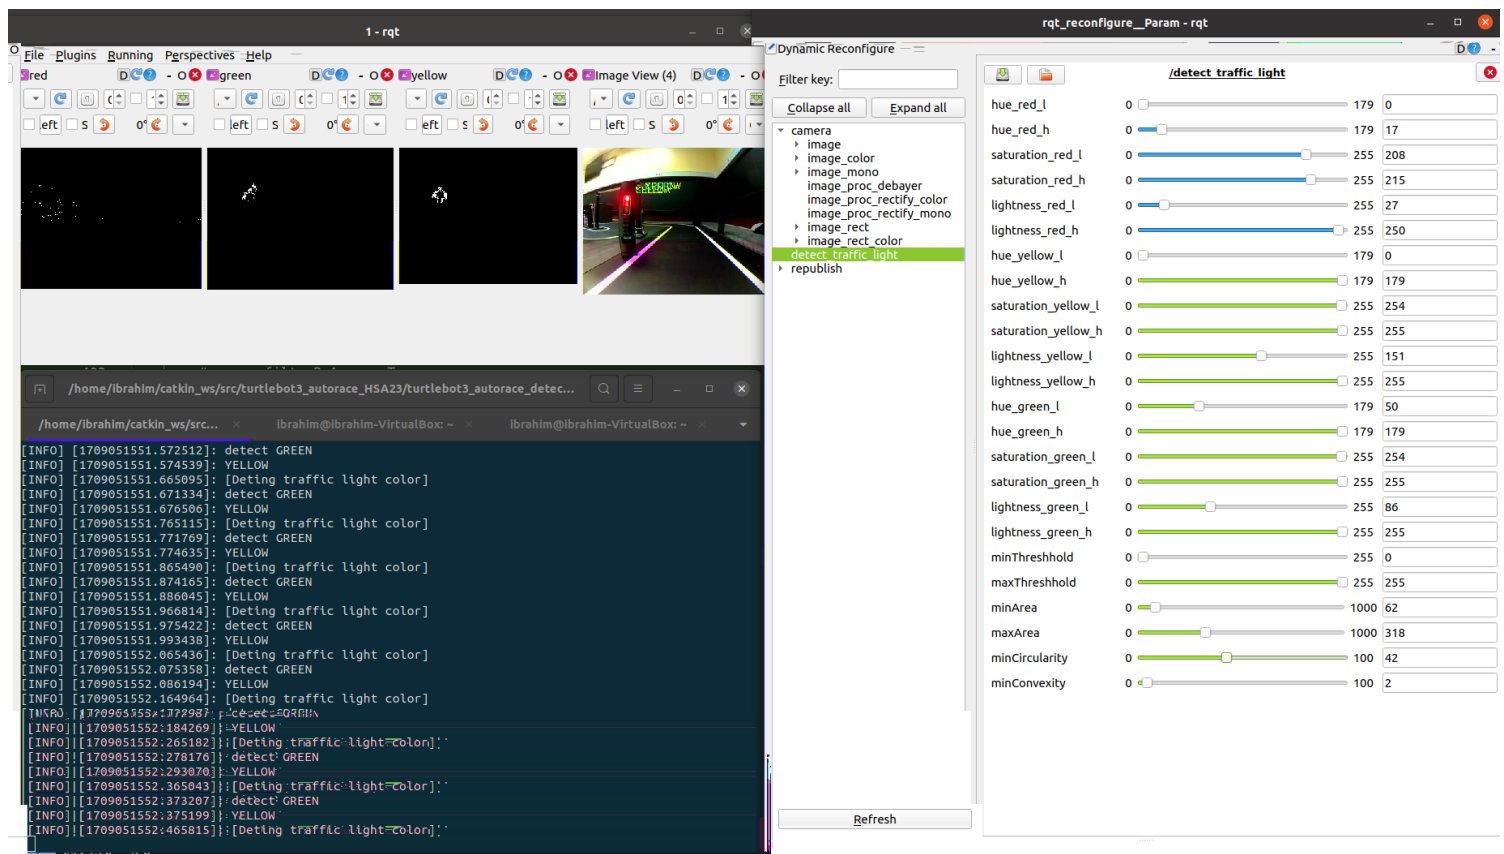 1 - rqt
File Plugins Running Perspectives Help
red
green
yellow
Image View (4)
left S 0°
left S 0°
eft S 0°
left S 0°
/home/ibrahim/catkin_ws/src/turtlebot3_autorace_HSA23/turtlebot3_autorace_detec...
/home/ibrahim/catkin_ws/src...
ibrahim@ibrahim-VirtualBox: ~
ibrahim@ibrahim-VirtualBox: ~
[INFO] [1709051551.572512]: detect GREEN
[INFO] [1709051551.574539]: YELLOW
[INFO] [1709051551.665095]: [Deting traffic light color]
[INFO] [1709051551.671334]: detect GREEN
[INFO] [1709051551.676506]: YELLOW
[INFO] [1709051551.765115]: [Deting traffic light color]
[INFO] [1709051551.771769]: detect GREEN
[INFO] [1709051551.774635]: YELLOW
[INFO] [1709051551.865490]: [Deting traffic light color]
[INFO] [1709051551.874165]: detect GREEN
[INFO] [1709051551.886045]: YELLOW
[INFO] [1709051551.966814]: [Deting traffic light color]
[INFO] [1709051551.975422]: detect GREEN
[INFO] [1709051551.993438]: YELLOW
[INFO] [1709051552.065436]: [Deting traffic light color]
[INFO] [1709051552.075358]: detect GREEN
[INFO] [1709051552.086194]: YELLOW
[INFO] [1709051552.164964]: [Deting traffic light color]
[INFO] [1709051552.184269]: YELLOW
[INFO] [1709051552.265182]: [Deting traffic light color]
[INFO] [1709051552.278176]: detect GREEN
[INFO] [1709051552.293070]: YELLOW
[INFO] [1709051552.365043]: [Deting traffic light color]
[INFO] [1709051552.373207]: detect GREEN
[INFO] [1709051552.375199]: YELLOW
[INFO] [1709051552.465815]: [Deting traffic light color]
rqt_reconfigure__Param - rqt
Dynamic Reconfigure
Filter key:
Collapse all Expand all
camera
image
image_color
image_mono
image_proc_debayer
image_proc_rectify_color
image_proc_rectify_mono
image_rect
image_rect_color
detect_traffic_light
republish
Refresh
/detect_traffic_light
hue_red_l 0 179 0
hue_red_h 0 179 17
saturation_red_l 0 255 208
saturation_red_h 0 255 215
lightness_red_l 0 255 27
lightness_red_h 0 255 250
hue_yellow_l 0 179 0
hue_yellow_h 0 179 179
saturation_yellow_l 0 255 254
saturation_yellow_h 0 255 255
lightness_yellow_l 0 255 151
lightness_yellow_h 0 255 255
hue_green_l 0 179 50
hue_green_h 0 179 179
saturation_green_l 0 255 254
saturation_green_h 0 255 255
lightness_green_l 0 255 86
lightness_green_h 0 255 255
minThreshhold 0 255 0
maxThreshhold 0 255 255
minArea 0 1000 62
maxArea 0 1000 318
minCircularity 0 100 42
minConvexity 0 100 2